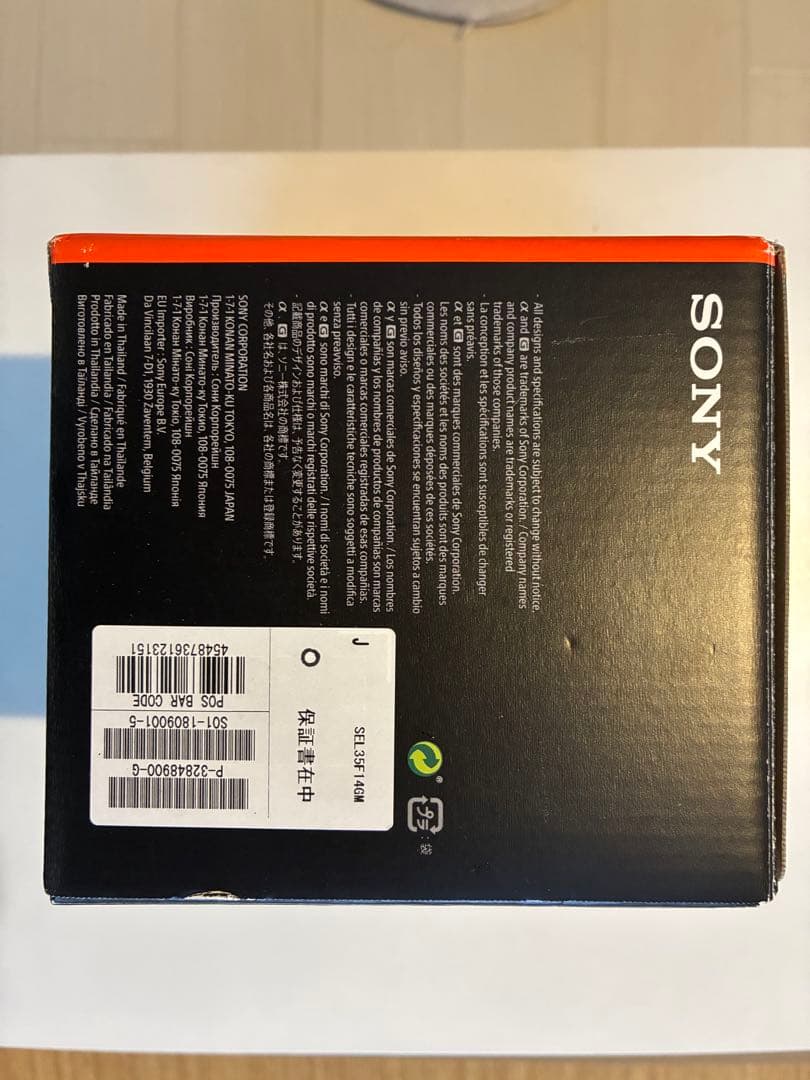 SONY
· All designs and specifications are subject to change without notice.
α and G are trademarks of Sony Corporation. / Company names
and company product names are trademarks or registered
trademarks of those companies.
· La conception et les spécifications sont susceptibles de changer
sans préavis.
α et G sont des marques commerciales de Sony Corporation.
Les noms des sociétés et les noms des produits sont des marques
commerciales ou des marques déposées de ces sociétés.
· Todos los diseños y especificaciones se encuentran sujetos a cambio
sin previo aviso.
α y G son marcas comerciales de Sony Corporation. / Los nombres
de compañías y los nombres de productos de compañías son marcas
comerciales o marcas comerciales registradas de esas compañías.
· Tutti i design e le caratteristiche tecniche sono soggetti a modifica
senza preavviso.
α e G sono marchi di Sony Corporation. / I nomi di società e i nomi
di prodotto sono marchi o marchi registrati delle rispettive società.
· 記載商品のデザインおよび仕様は、予告なく変更することがあります。
α、G は、ソニー株式会社の商標です。
その他、各社名および各商品名は、各社の商標または登録商標です。
SONY CORPORATION
1-7-1 KONAN MINATO-KU TOKYO, 108-0075 JAPAN
Производитель : Сони Корпорейшн
1-7-1 Конан Минато-ку Токио, 108-0075 Япония
Виробник : Соні Корпорейшн
1-7-1 Конан Минато-ку Токіо, 108-0075 Японія
EU Importer : Sony Europe B.V.
Da Vincilaan 7-D1, 1930 Zaventem, Belgium
Made in Thailand / Fabriqué en Thaïlande
Fabricado en Tailandia / Fabricado na Tailândia
Prodotto in Thailandia / Сделано в Таиланде
Виготовлено в Таїланді / Vyrobeno v Thajsku
J
SEL35F14GM
保証書在中
POS BAR CODE
4548736123151
S01-1809001-5
P-32848900-G
®
プラ
: 袋